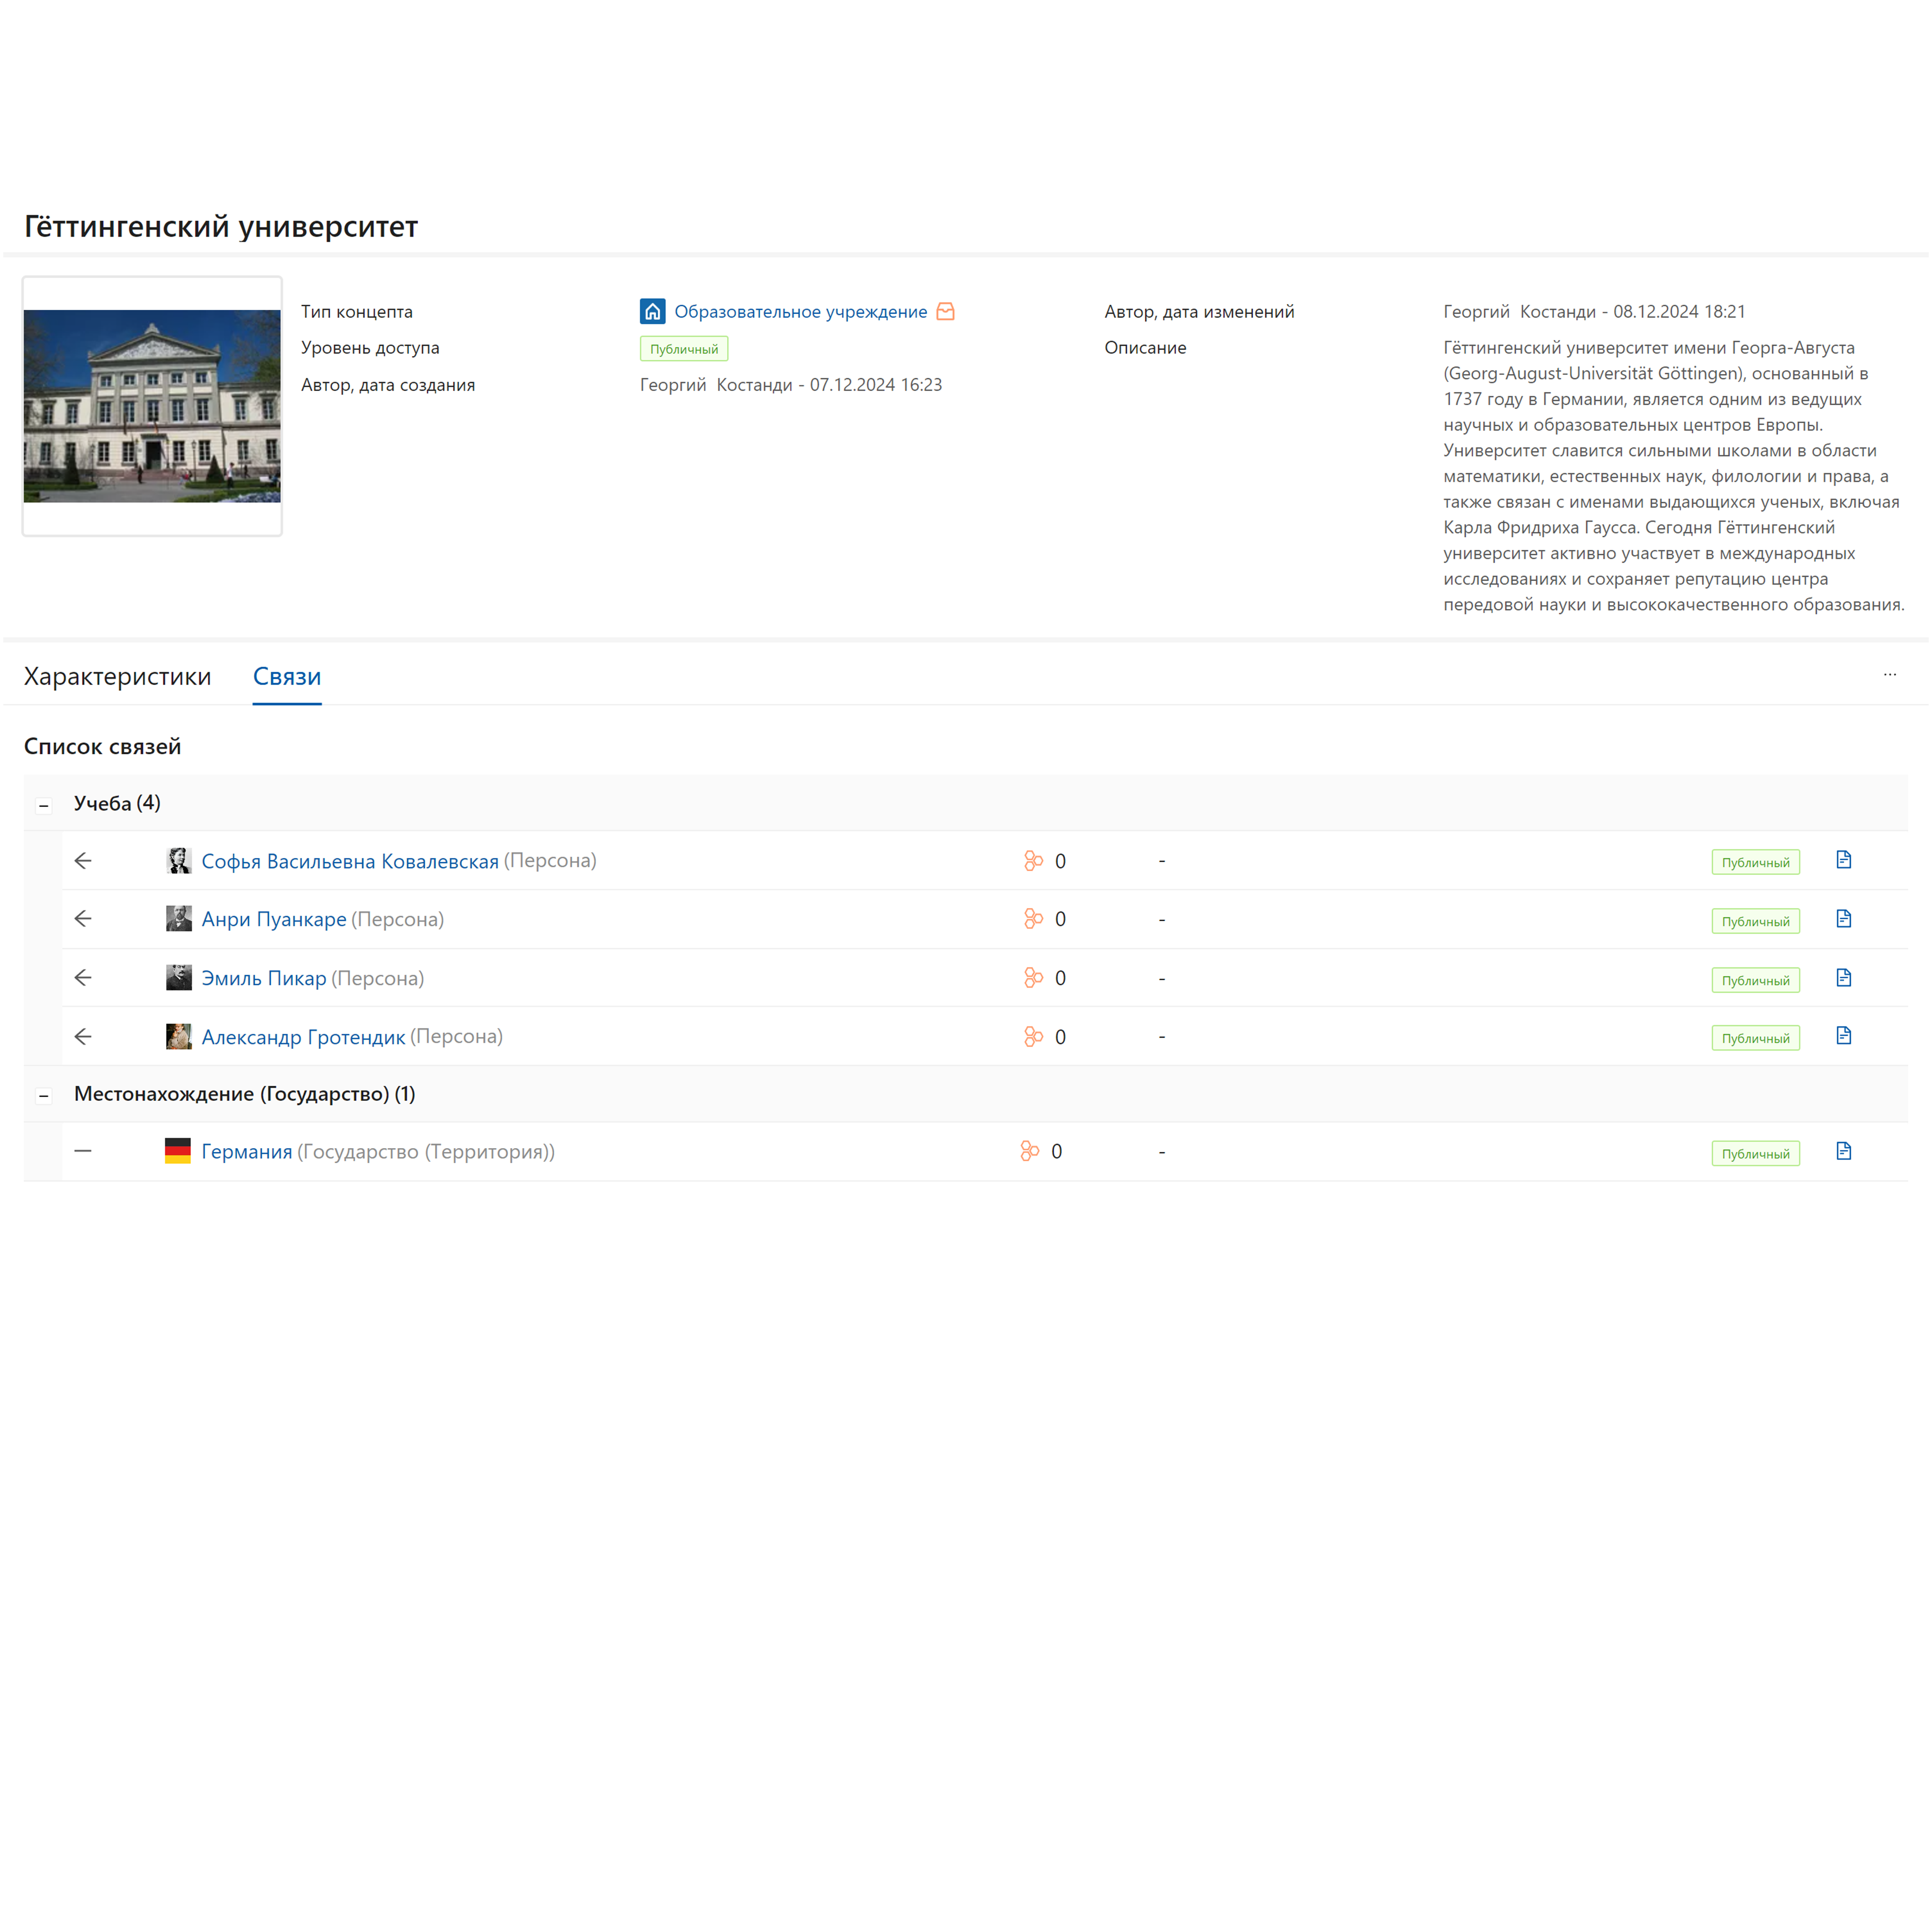 Гёттингенский университет
Тип концепта
Образовательное учреждение
Уровень доступа
Публичный
Автор, дата создания
Георгий  Костанди - 07.12.2024 16:23
Автор, дата изменений
Георгий  Костанди - 08.12.2024 18:21
Описание
Гёттингенский университет имени Георга-Августа
(Georg-August-Universität Göttingen), основанный в
1737 году в Германии, является одним из ведущих
научных и образовательных центров Европы.
Университет славится сильными школами в области
математики, естественных наук, филологии и права, а
также связан с именами выдающихся ученых, включая
Карла Фридриха Гаусса. Сегодня Гёттингенский
университет активно участвует в международных
исследованиях и сохраняет репутацию центра
передовой науки и высококачественного образования.
Характеристики Связи ...
Список связей
Учеба (4)
Софья Васильевна Ковалевская (Персона) 0 - Публичный
Анри Пуанкаре (Персона) 0 - Публичный
Эмиль Пикар (Персона) 0 - Публичный
Александр Гротендик (Персона) 0 - Публичный
Местонахождение (Государство) (1)
Германия (Государство (Территория)) 0 - Публичный